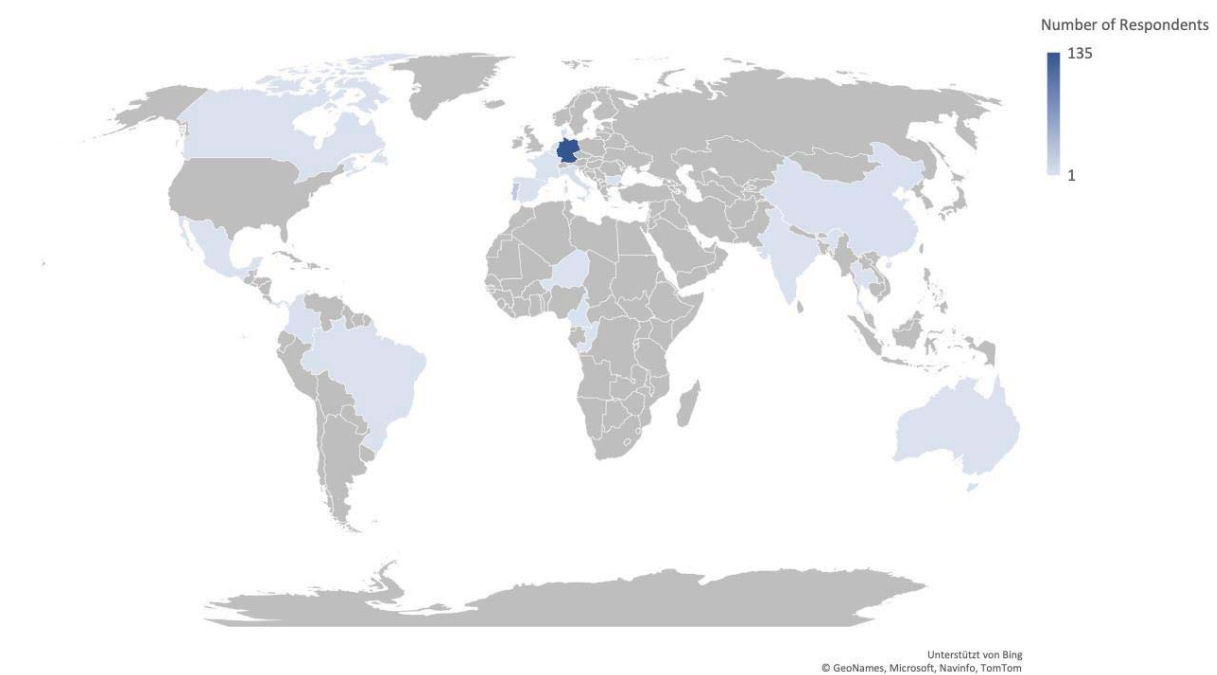 Number of Respondents
135
1
Unterstützt von Bing
© GeoNames, Microsoft, Navinfo, TomTom